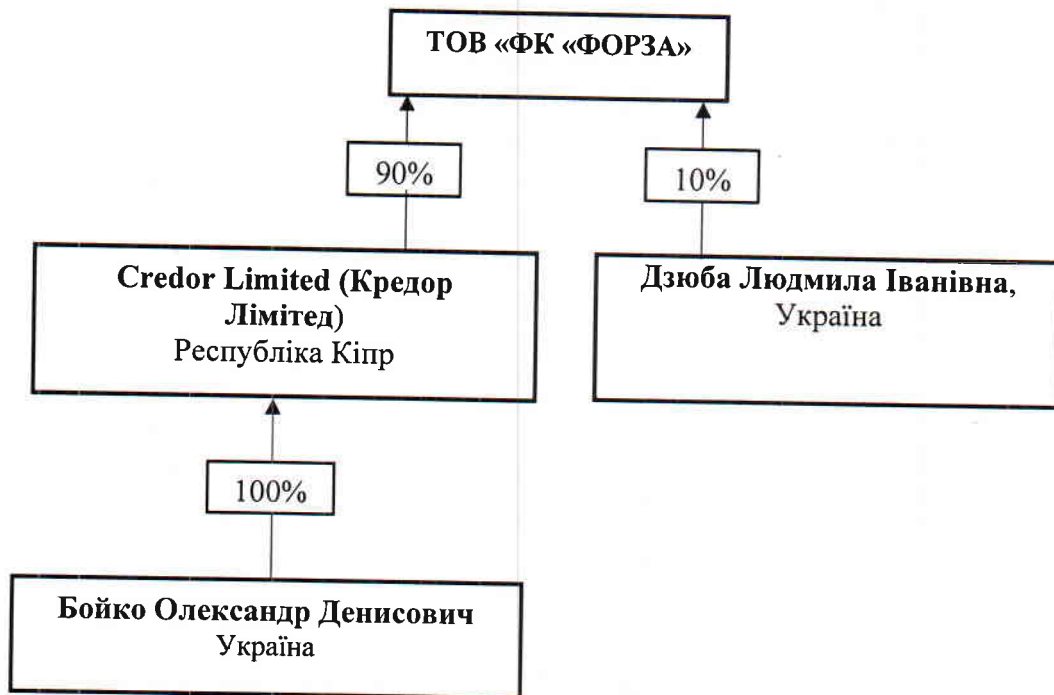 ТОВ «ФК «ФОРЗА»
90%
10%
Credor Limited (Кредор
Лімітед)
Республіка Кіпр
Дзюба Людмила Іванівна,
Україна
100%
Бойко Олександр Денисович
Україна